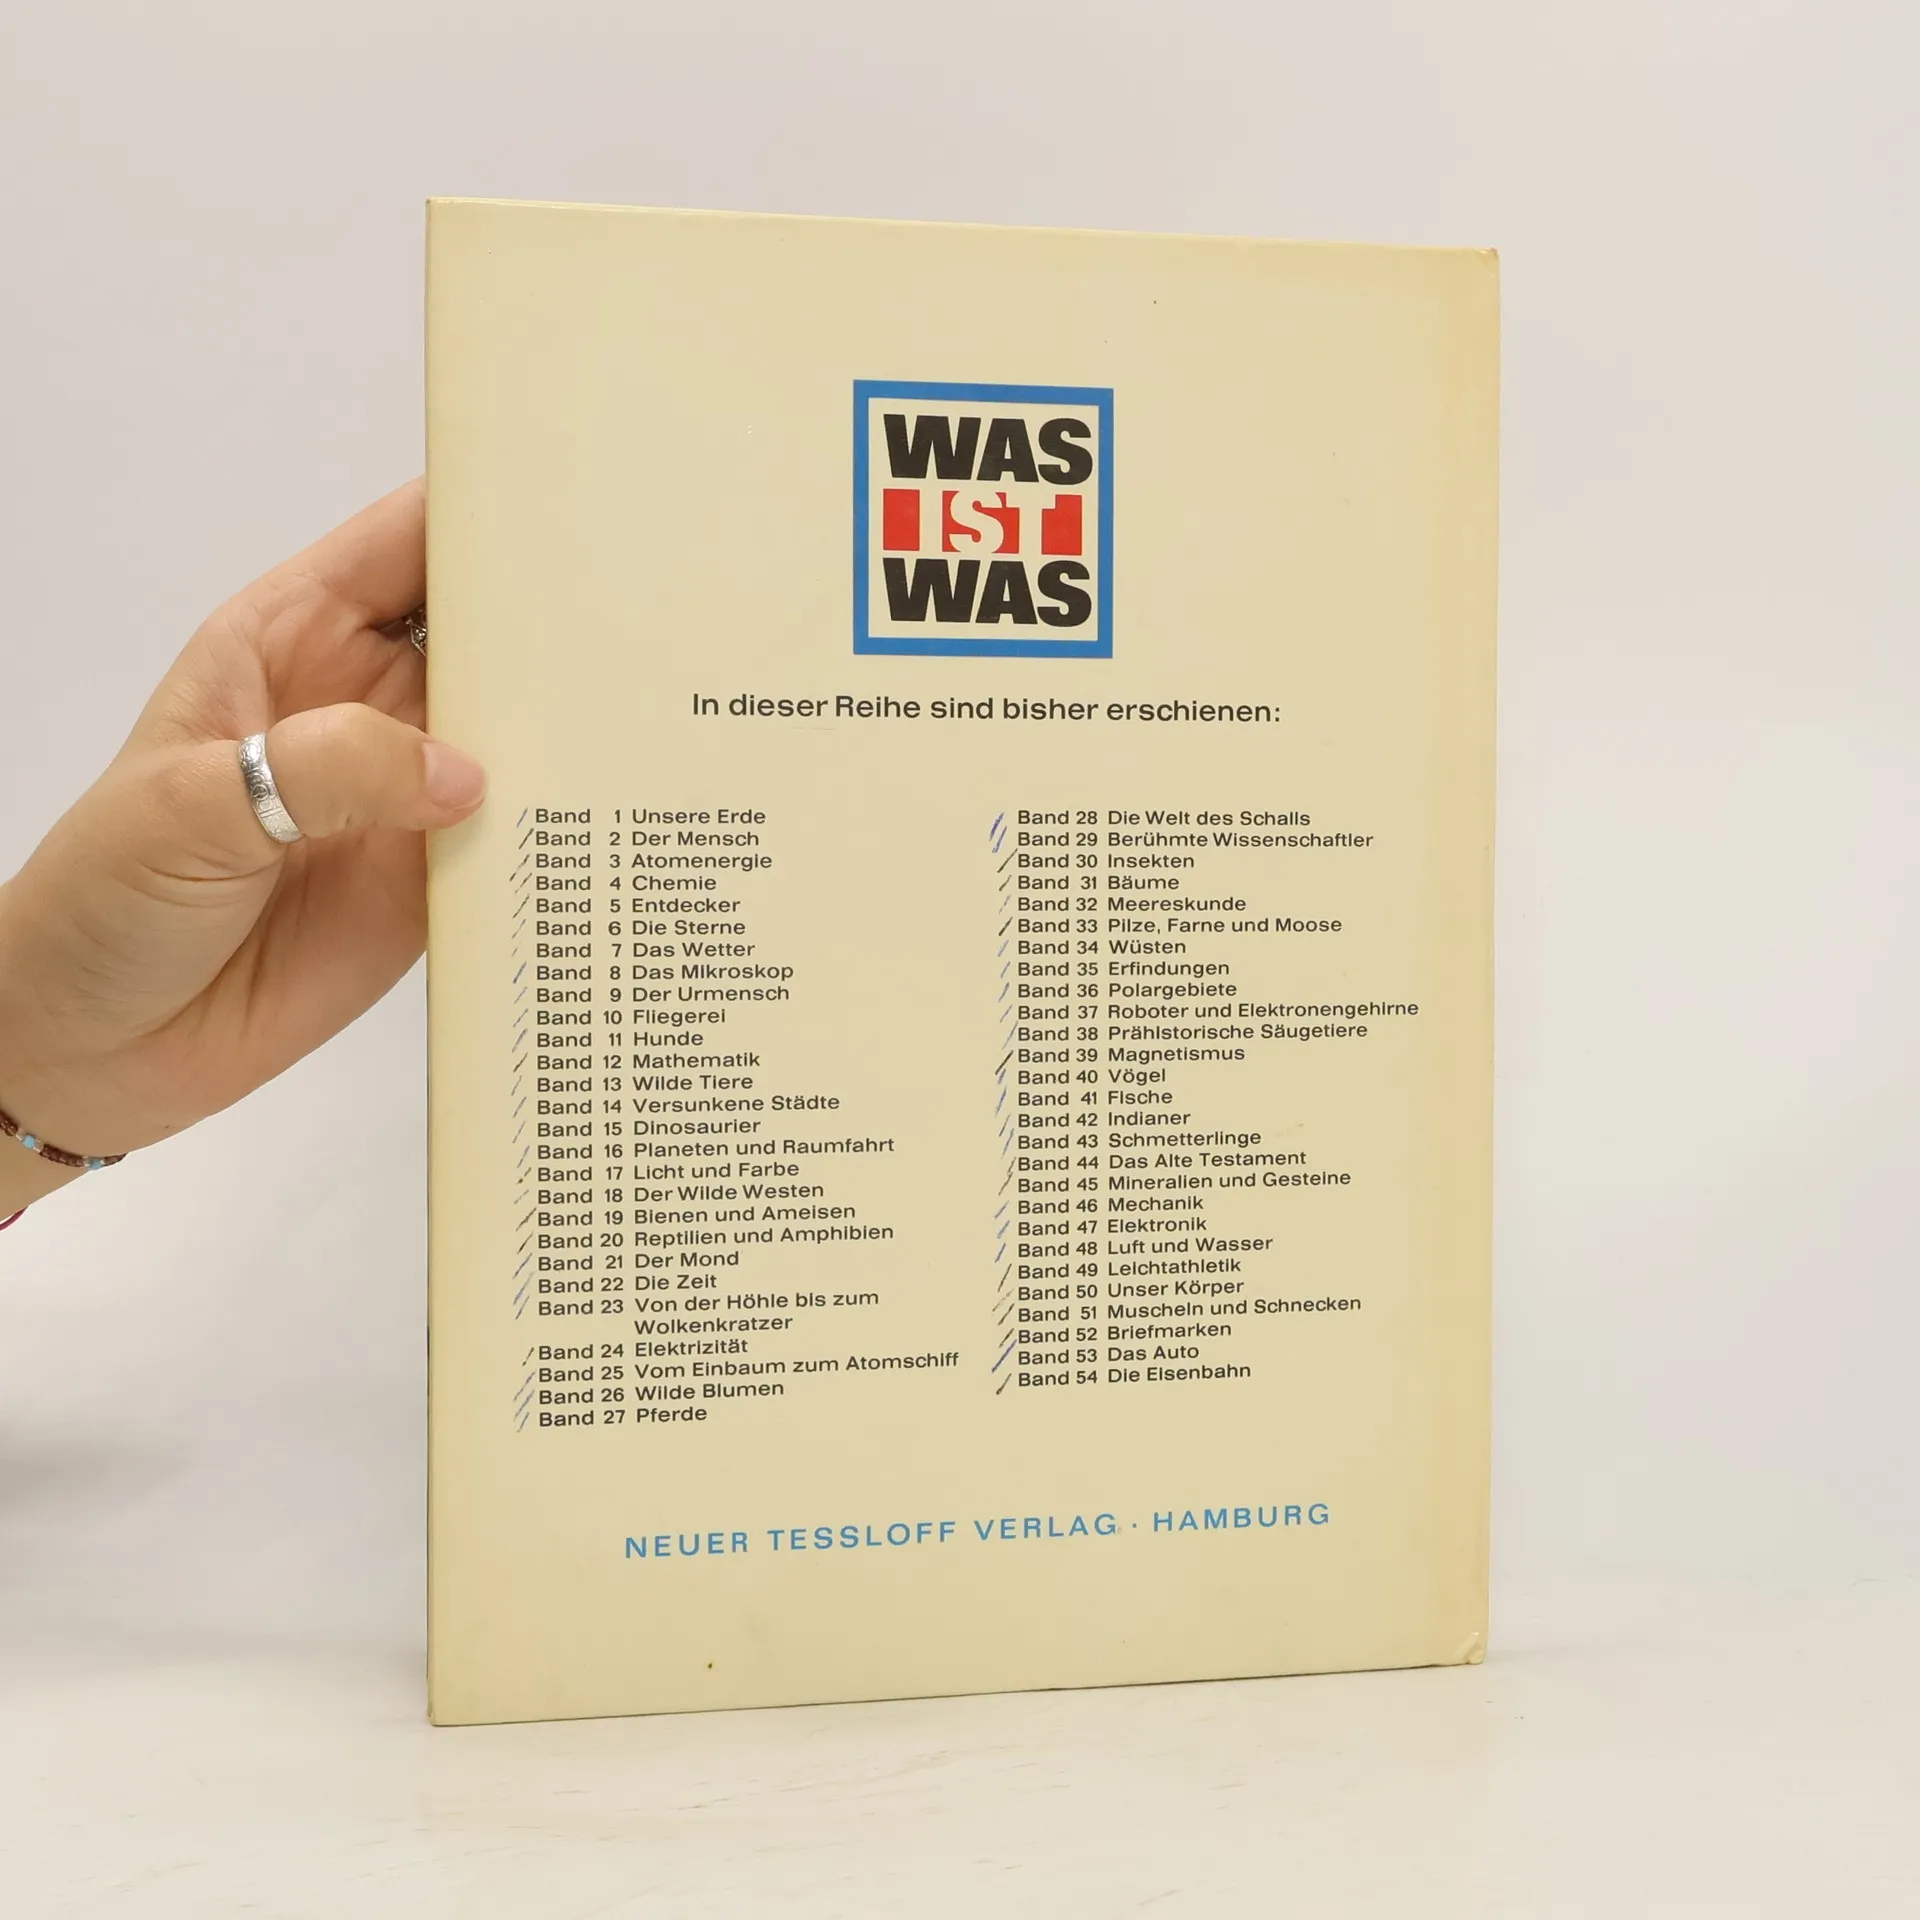 WAS
IST
WAS
In dieser Reihe sind bisher erschienen:
Band 1 Unsere Erde
Band 2 Der Mensch
Band 3 Atomenergie
Band 4 Chemie
Band 5 Entdecker
Band 6 Die Sterne
Band 7 Das Wetter
Band 8 Das Mikroskop
Band 9 Der Urmensch
Band 10 Fliegerei
Band 11 Hunde
Band 12 Mathematik
Band 13 Wilde Tiere
Band 14 Versunkene Städte
Band 15 Dinosaurier
Band 16 Planeten und Raumfahrt
Band 17 Licht und Farbe
Band 18 Der Wilde Westen
Band 19 Bienen und Ameisen
Band 20 Reptilien und Amphibien
Band 21 Der Mond
Band 22 Die Zeit
Band 23 Von der Höhle bis zum
Wolkenkratzer
Band 24 Elektrizität
Band 25 Vom Einbaum zum Atomschiff
Band 26 Wilde Blumen
Band 27 Pferde
Band 28 Die Welt des Schalls
Band 29 Berühmte Wissenschaftler
Band 30 Insekten
Band 31 Bäume
Band 32 Meereskunde
Band 33 Pilze, Farne und Moose
Band 34 Wüsten
Band 35 Erfindungen
Band 36 Polargebiete
Band 37 Roboter und Elektronengehirne
Band 38 Prähistorische Säugetiere
Band 39 Magnetismus
Band 40 Vögel
Band 41 Fische
Band 42 Indianer
Band 43 Schmetterlinge
Band 44 Das Alte Testament
Band 45 Mineralien und Gesteine
Band 46 Mechanik
Band 47 Elektronik
Band 48 Luft und Wasser
Band 49 Leichtathletik
Band 50 Unser Körper
Band 51 Muscheln und Schnecken
Band 52 Briefmarken
Band 53 Das Auto
Band 54 Die Eisenbahn
NEUER TESSLOFF VERLAG · HAMBURG